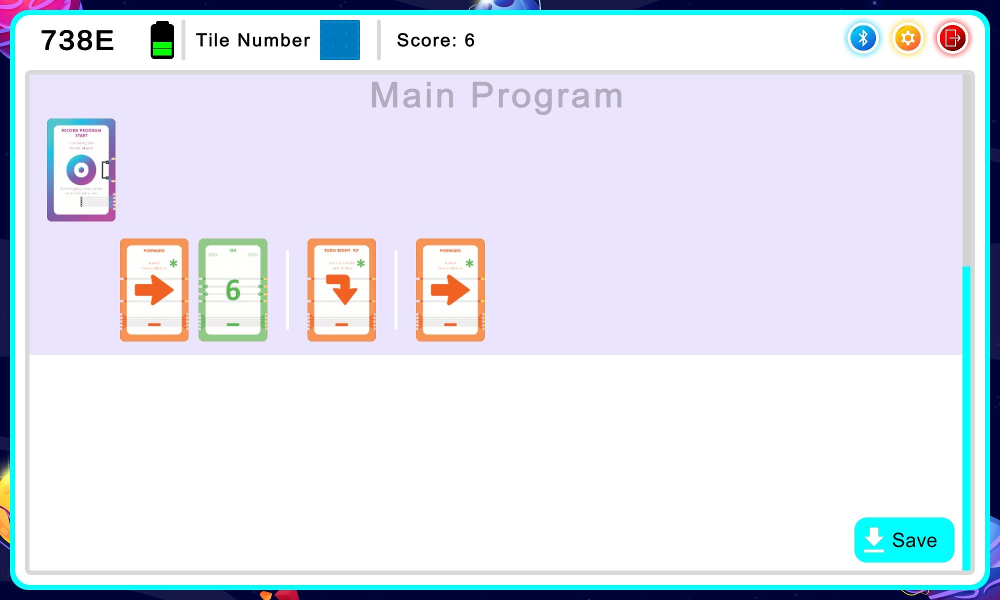 738E
Tile Number
Score: 6
Main Program
RECORD PROGRAM
START
FORWARD
SIX
seis ono
6
TURN RIGHT 90°
FORWARD
Save